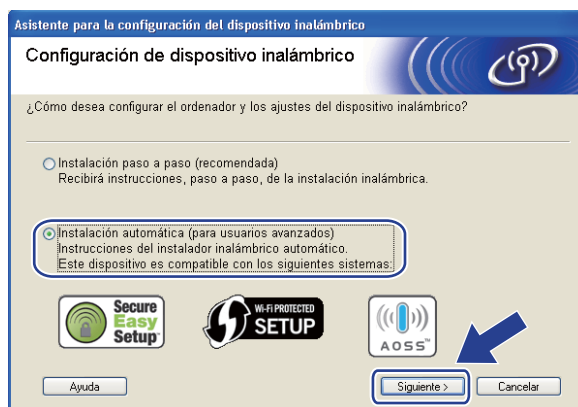 Asistente para la configuración del dispositivo inalámbrico
Configuración de dispositivo inalámbrico
¿Cómo desea configurar el ordenador y los ajustes del dispositivo inalámbrico?
Instalación paso a paso (recomendada)
Recibirá instrucciones, paso a paso, de la instalación inalámbrica.
Instalación automática (para usuarios avanzados)
Instrucciones del instalador inalámbrico automático.
Este dispositivo es compatible con los siguientes sistemas:
Secure
Easy
Setup™
Wi-Fi PROTECTED
SETUP
AOSS™
Ayuda
Siguiente >
Cancelar